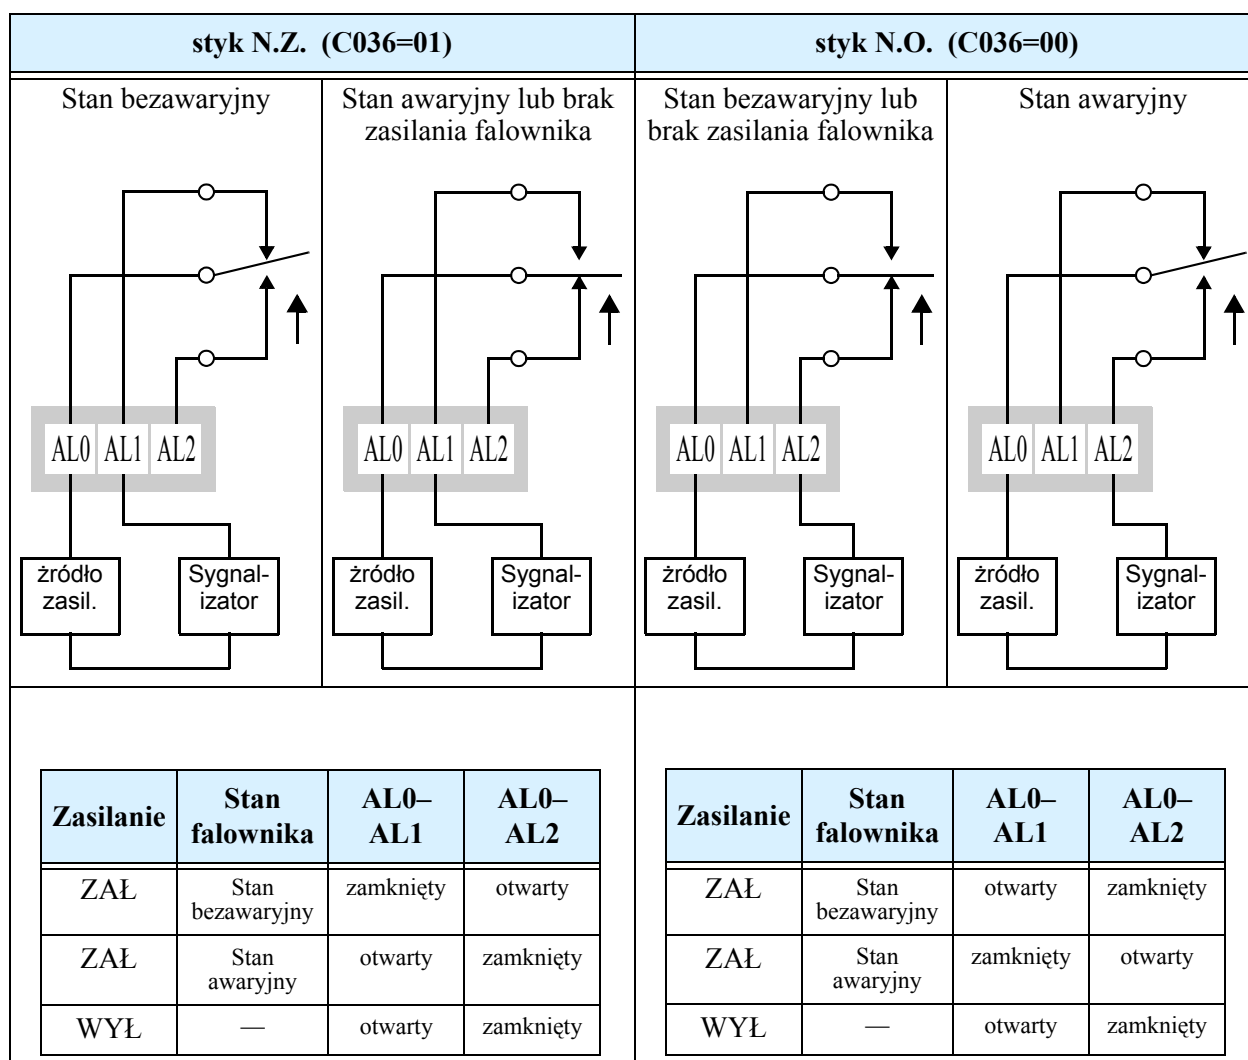 styk N.Z. (C036=01)
styk N.O. (C036=00)
Stan bezawaryjny
Stan awaryjny lub brak
zasilania falownika
Stan bezawaryjny lub
brak zasilania falownika
Stan awaryjny
AL0 AL1 AL2
AL0 AL1 AL2
AL0 AL1 AL2
AL0 AL1 AL2
żródło
zasil.
Sygnal-
izator
żródło
zasil.
Sygnal-
izator
żródło
zasil.
Sygnal-
izator
żródło
zasil.
Sygnal-
izator
Zasilanie
Stan
falownika
AL0–
AL1
AL0–
AL2
ZAŁ
Stan
bezawaryjny
zamknięty
otwarty
ZAŁ
Stan
awaryjny
otwarty
zamknięty
WYŁ
—
otwarty
zamknięty
Zasilanie
Stan
falownika
AL0–
AL1
AL0–
AL2
ZAŁ
Stan
bezawaryjny
otwarty
zamknięty
ZAŁ
Stan
awaryjny
zamknięty
otwarty
WYŁ
—
otwarty
zamknięty